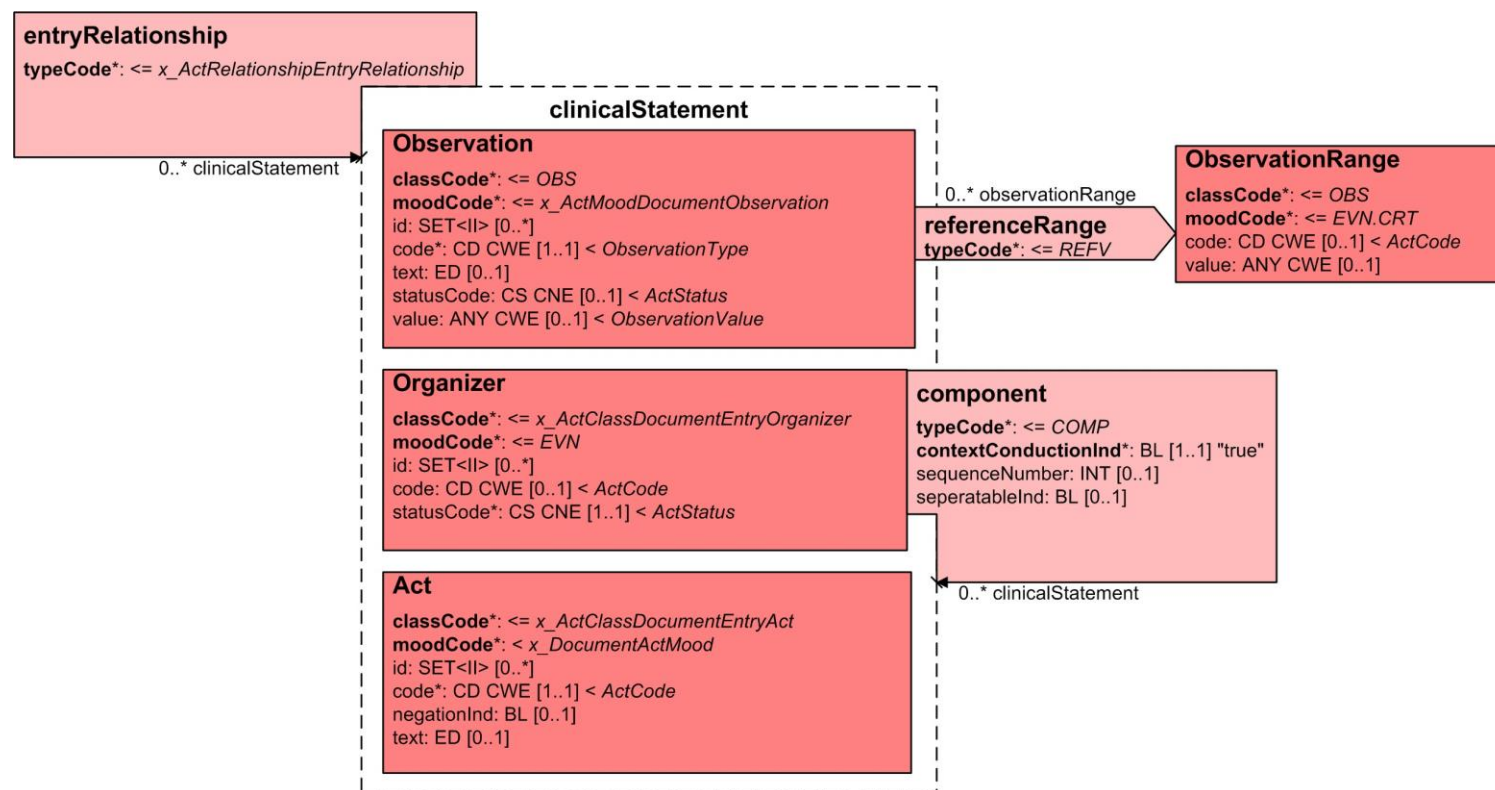 entryRelationship
typeCode*: <= x_ActRelationshipEntryRelationship
0..* clinicalStatement
clinicalStatement
Observation
classCode*: <= OBS
moodCode*: <= x_ActMoodDocumentObservation
id: SET<II> [0..*]
code*: CD CWE [1..1] < ObservationType
text: ED [0..1]
statusCode: CS CNE [0..1] < ActStatus
value: ANY CWE [0..1] < ObservationValue
0..* observationRange
referenceRange
typeCode*: <= REFV
ObservationRange
classCode*: <= OBS
moodCode*: <= EVN.CRT
code: CD CWE [0..1] < ActCode
value: ANY CWE [0..1]
Organizer
classCode*: <= x_ActClassDocumentEntryOrganizer
moodCode*: <= EVN
id: SET<II> [0..*]
code: CD CWE [0..1] < ActCode
statusCode*: CS CNE [1..1] < ActStatus
component
typeCode*: <= COMP
contextConductionInd*: BL [1..1] "true"
sequenceNumber: INT [0..1]
seperatableInd: BL [0..1]
0..* clinicalStatement
Act
classCode*: <= x_ActClassDocumentEntryAct
moodCode*: < x_DocumentActMood
id: SET<II> [0..*]
code*: CD CWE [1..1] < ActCode
negationInd: BL [0..1]
text: ED [0..1]